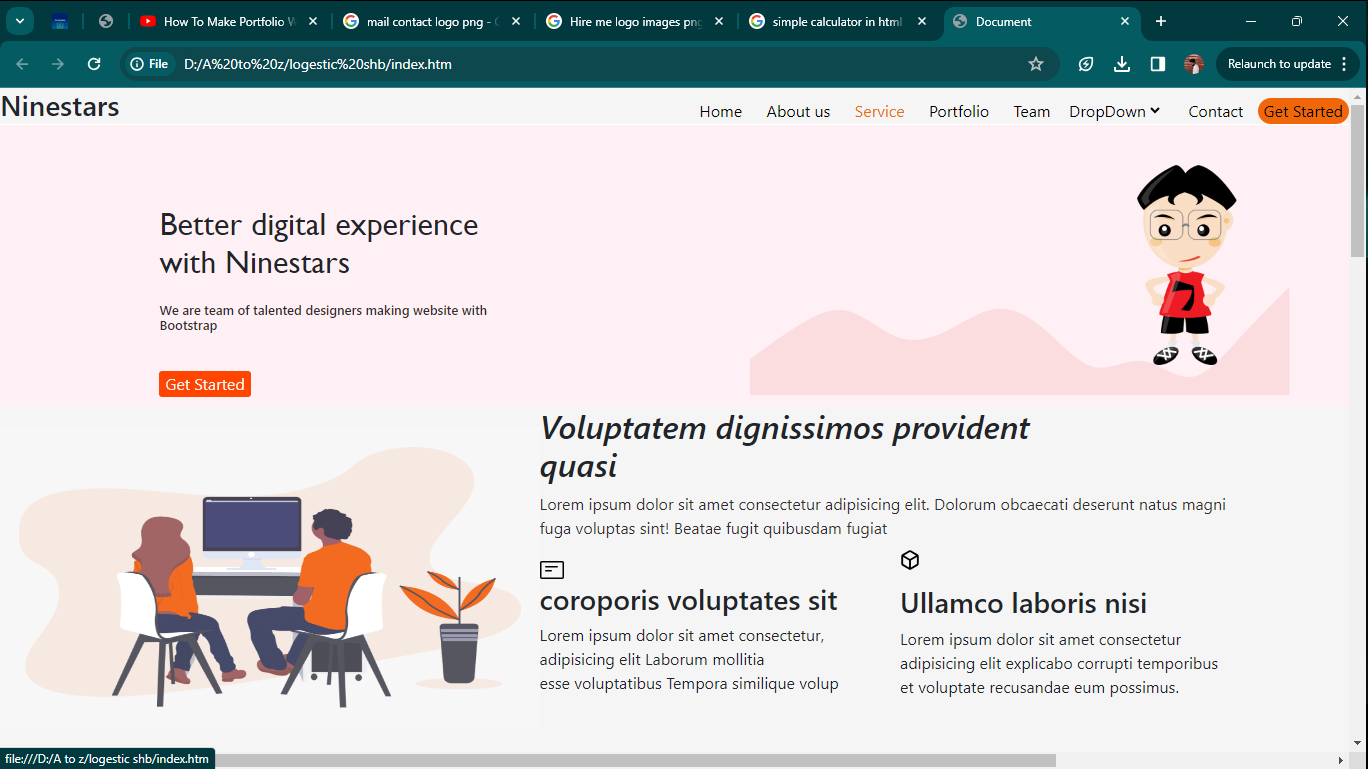 How To Make Portfolio W
mail contact logo png - G
Hire me logo images png
simple calculator in html
Document
File
D:/A%20to%20z/logestic%20shb/index.htm
Relaunch to update
Ninestars
Home About us Service Portfolio Team DropDown Contact Get Started
Better digital experience
with Ninestars
We are team of talented designers making website with
Bootstrap
Get Started
Voluptatem dignissimos provident
quasi
Lorem ipsum dolor sit amet consectetur adipisicing elit. Dolorum obcaecati deserunt natus magni
fuga voluptas sint! Beatae fugit quibusdam fugiat
coroporis voluptates sit
Lorem ipsum dolor sit amet consectetur,
adipisicing elit Laborum mollitia
esse voluptatibus Tempora similique volup
Ullamco laboris nisi
Lorem ipsum dolor sit amet consectetur
adipisicing elit explicabo corrupti temporibus
et voluptate recusandae eum possimus.
file:///D:/A to z/logestic shb/index.htm